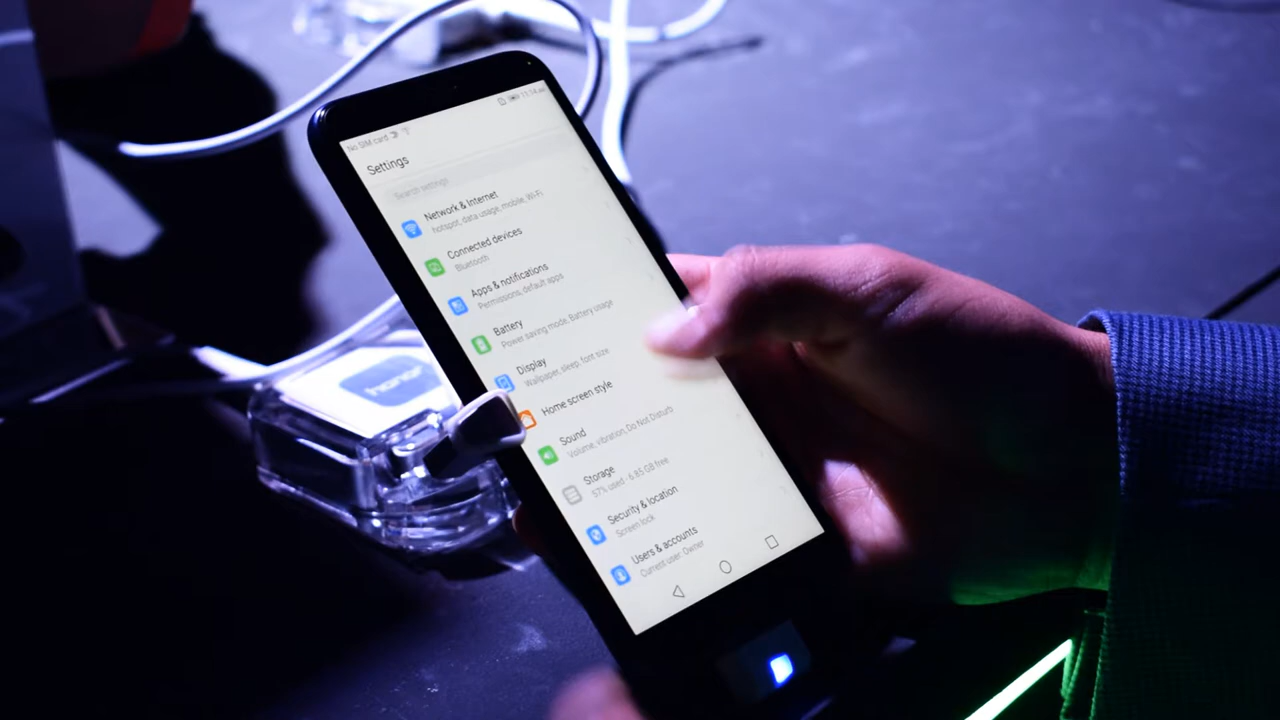 No SIM card
11:14 AM
Settings
Search settings
Network & Internet
hotspot, data usage, mobile, Wi-Fi
Connected devices
Bluetooth
Apps & notifications
Permissions, default apps
Battery
Power saving mode, Battery usage
Display
Wallpaper, sleep, font size
Home screen style
Sound
Volume, vibration, Do Not Disturb
Storage
57% used - 6.85 GB free
Security & location
Screen lock
Users & accounts
Current user: Owner
honor